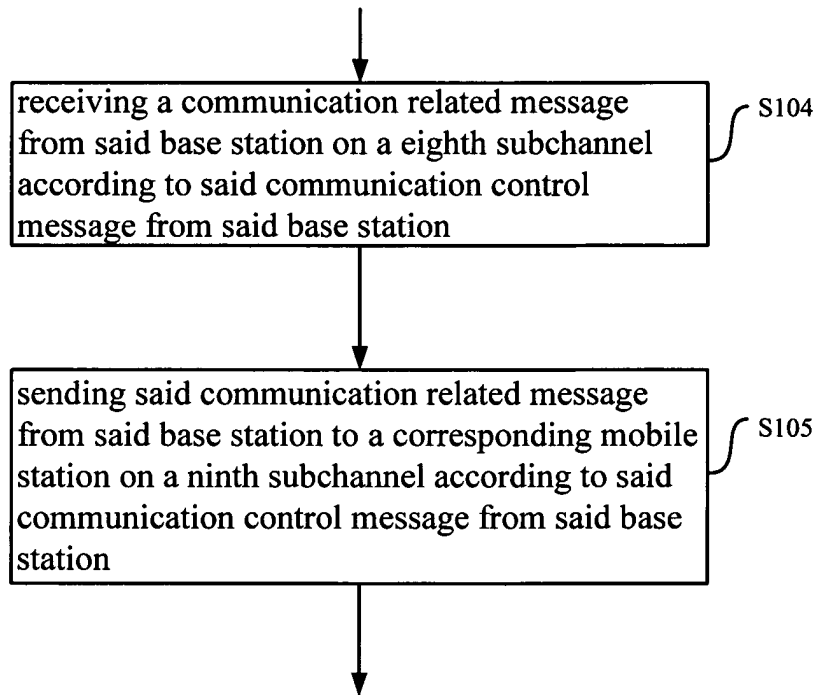 receiving a communication related message
from said base station on a eighth subchannel
according to said communication control
message from said base station
S104
sending said communication related message
from said base station to a corresponding mobile
station on a ninth subchannel according to said
communication control message from said base
station
S105